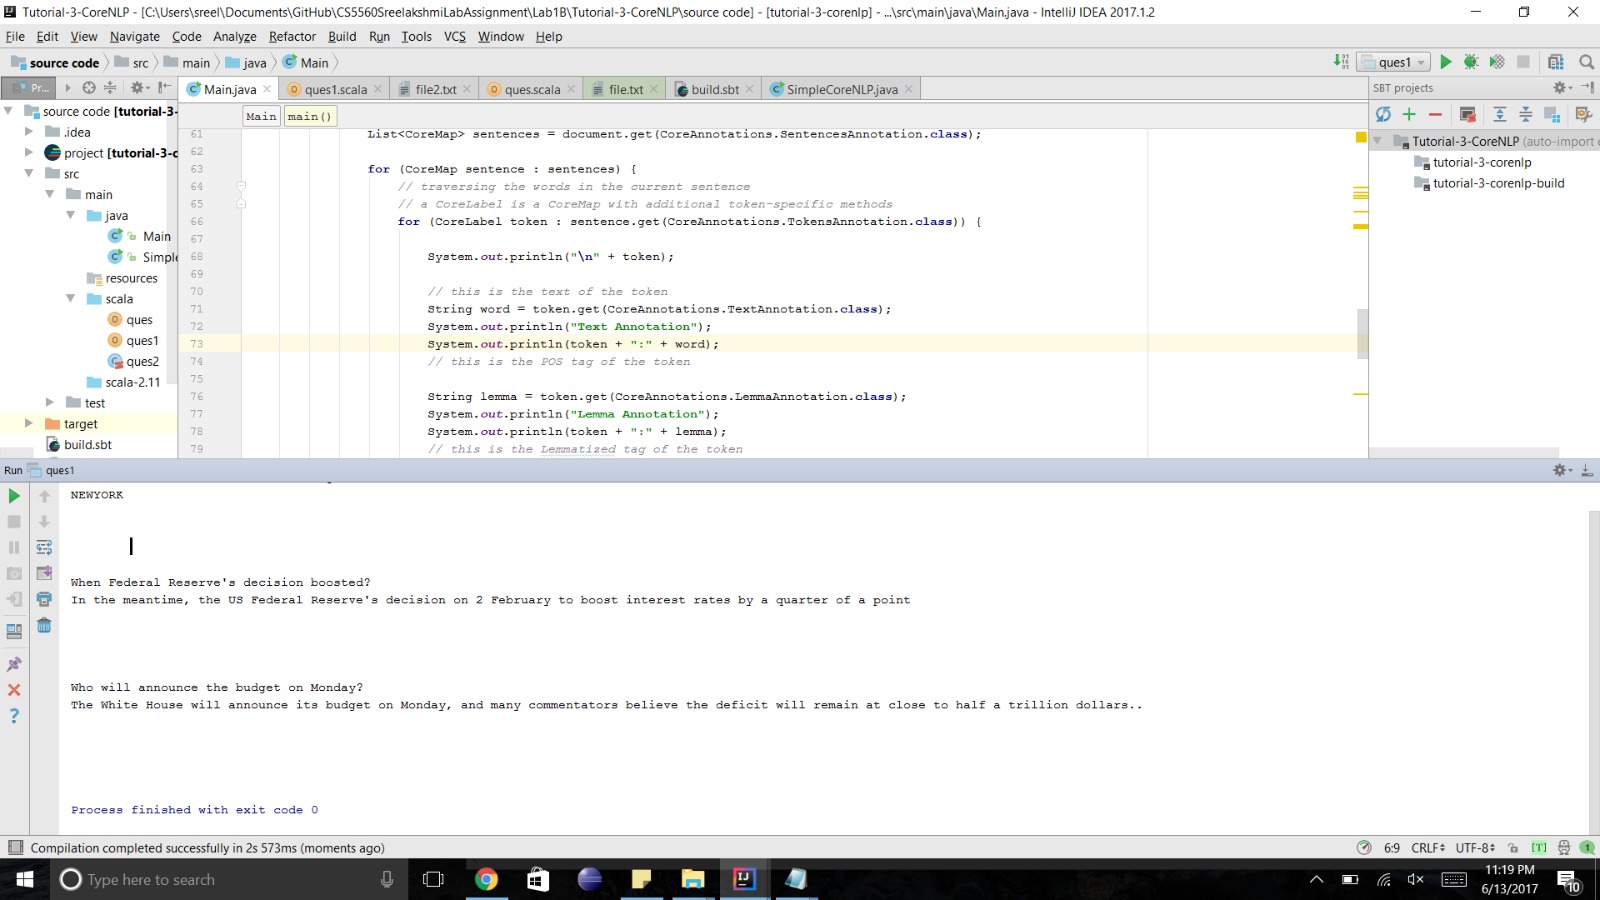 Tutorial-3-CoreNLP - [C:\Users\sreel\Documents\GitHub\CS5560SreelakshmiLabAssignment\Lab1B\Tutorial-3-CoreNLP\source code] - [tutorial-3-corenlp] - ...\src\main\java\Main.java - IntelliJ IDEA 2017.1.2
File Edit View Navigate Code Analyze Refactor Build Run Tools VCS Window Help
source code src main java Main ques1
Pr... Main.java ques1.scala file2.txt ques.scala file.txt build.sbt SimpleCoreNLP.java SBT projects
Main main()
source code [tutorial-3-
.idea
project [tutorial-3-c
src
main
java
Main
Simple
resources
scala
ques
ques1
ques2
scala-2.11
test
target
build.sbt
61 List<CoreMap> sentences = document.get(CoreAnnotations.SentencesAnnotation.class);
62
63 for (CoreMap sentence : sentences) {
64 // traversing the words in the current sentence
65 // a CoreLabel is a CoreMap with additional token-specific methods
66 for (CoreLabel token : sentence.get(CoreAnnotations.TokensAnnotation.class)) {
67
68 System.out.println("\n" + token);
69
70 // this is the text of the token
71 String word = token.get(CoreAnnotations.TextAnnotation.class);
72 System.out.println("Text Annotation");
73 System.out.println(token + ":" + word);
74 // this is the POS tag of the token
75
76 String lemma = token.get(CoreAnnotations.LemmaAnnotation.class);
77 System.out.println("Lemma Annotation");
78 System.out.println(token + ":" + lemma);
79 // this is the Lemmatized tag of the token
Tutorial-3-CoreNLP (auto-import e
tutorial-3-corenlp
tutorial-3-corenlp-build
Run ques1
NEWYORK
When Federal Reserve's decision boosted?
In the meantime, the US Federal Reserve's decision on 2 February to boost interest rates by a quarter of a point
Who will announce the budget on Monday?
The White House will announce its budget on Monday, and many commentators believe the deficit will remain at close to half a trillion dollars..
Process finished with exit code 0
Compilation completed successfully in 2s 573ms (moments ago) 6:9 CRLF UTF-8 [T] 1
Type here to search
11:19 PM
6/13/2017
10